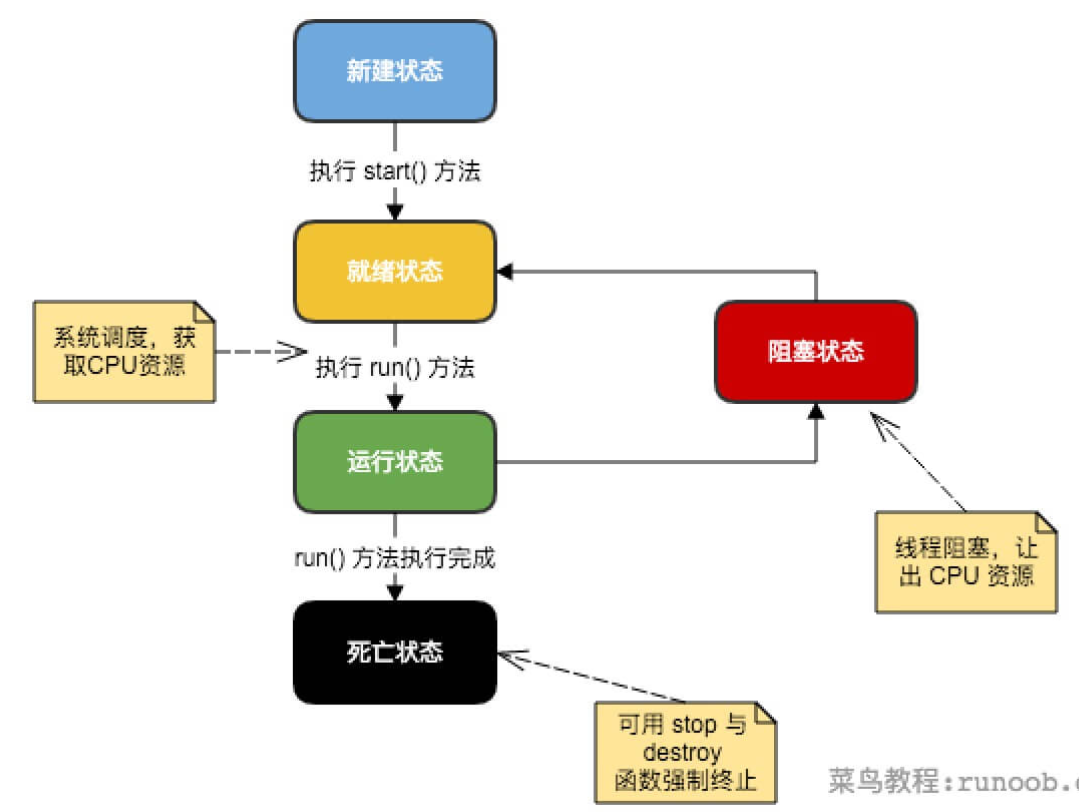 新建状态
执行 start() 方法
就绪状态
系统调度，获
取CPU资源
执行 run() 方法
阻塞状态
运行状态
线程阻塞，让
出 CPU 资源
run() 方法执行完成
死亡状态
可用 stop 与
destroy
函数强制终止
菜鸟教程:runoob.